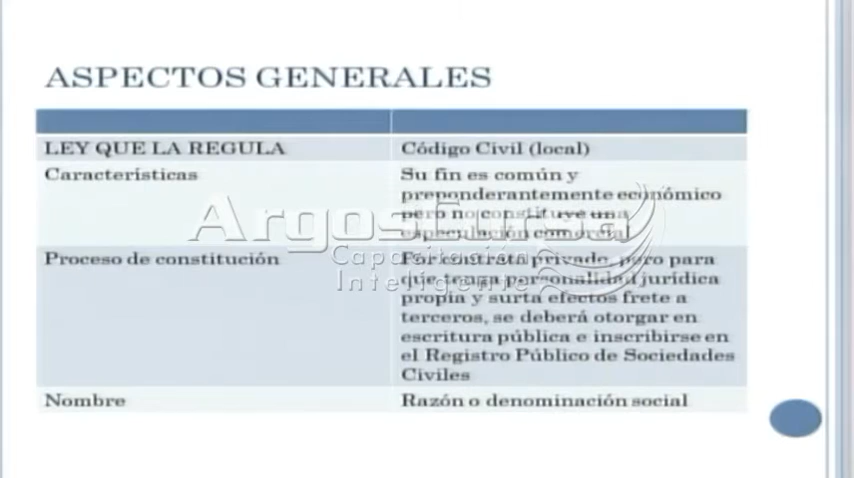 ASPECTOS GENERALES
LEY QUE LA REGULA
Código Civil (local)
Características
Su fin es común y
preponderantemente económico
pero no constituye una
especulación comercial
Proceso de constitución
Por contrato privado, pero para
que tenga personalidad jurídica
propia y surta efectos frete a
terceros, se deberá otorgar en
escritura pública e inscribirse en
el Registro Público de Sociedades
Civiles
Nombre
Razón o denominación social
Capacitación
Inteligente